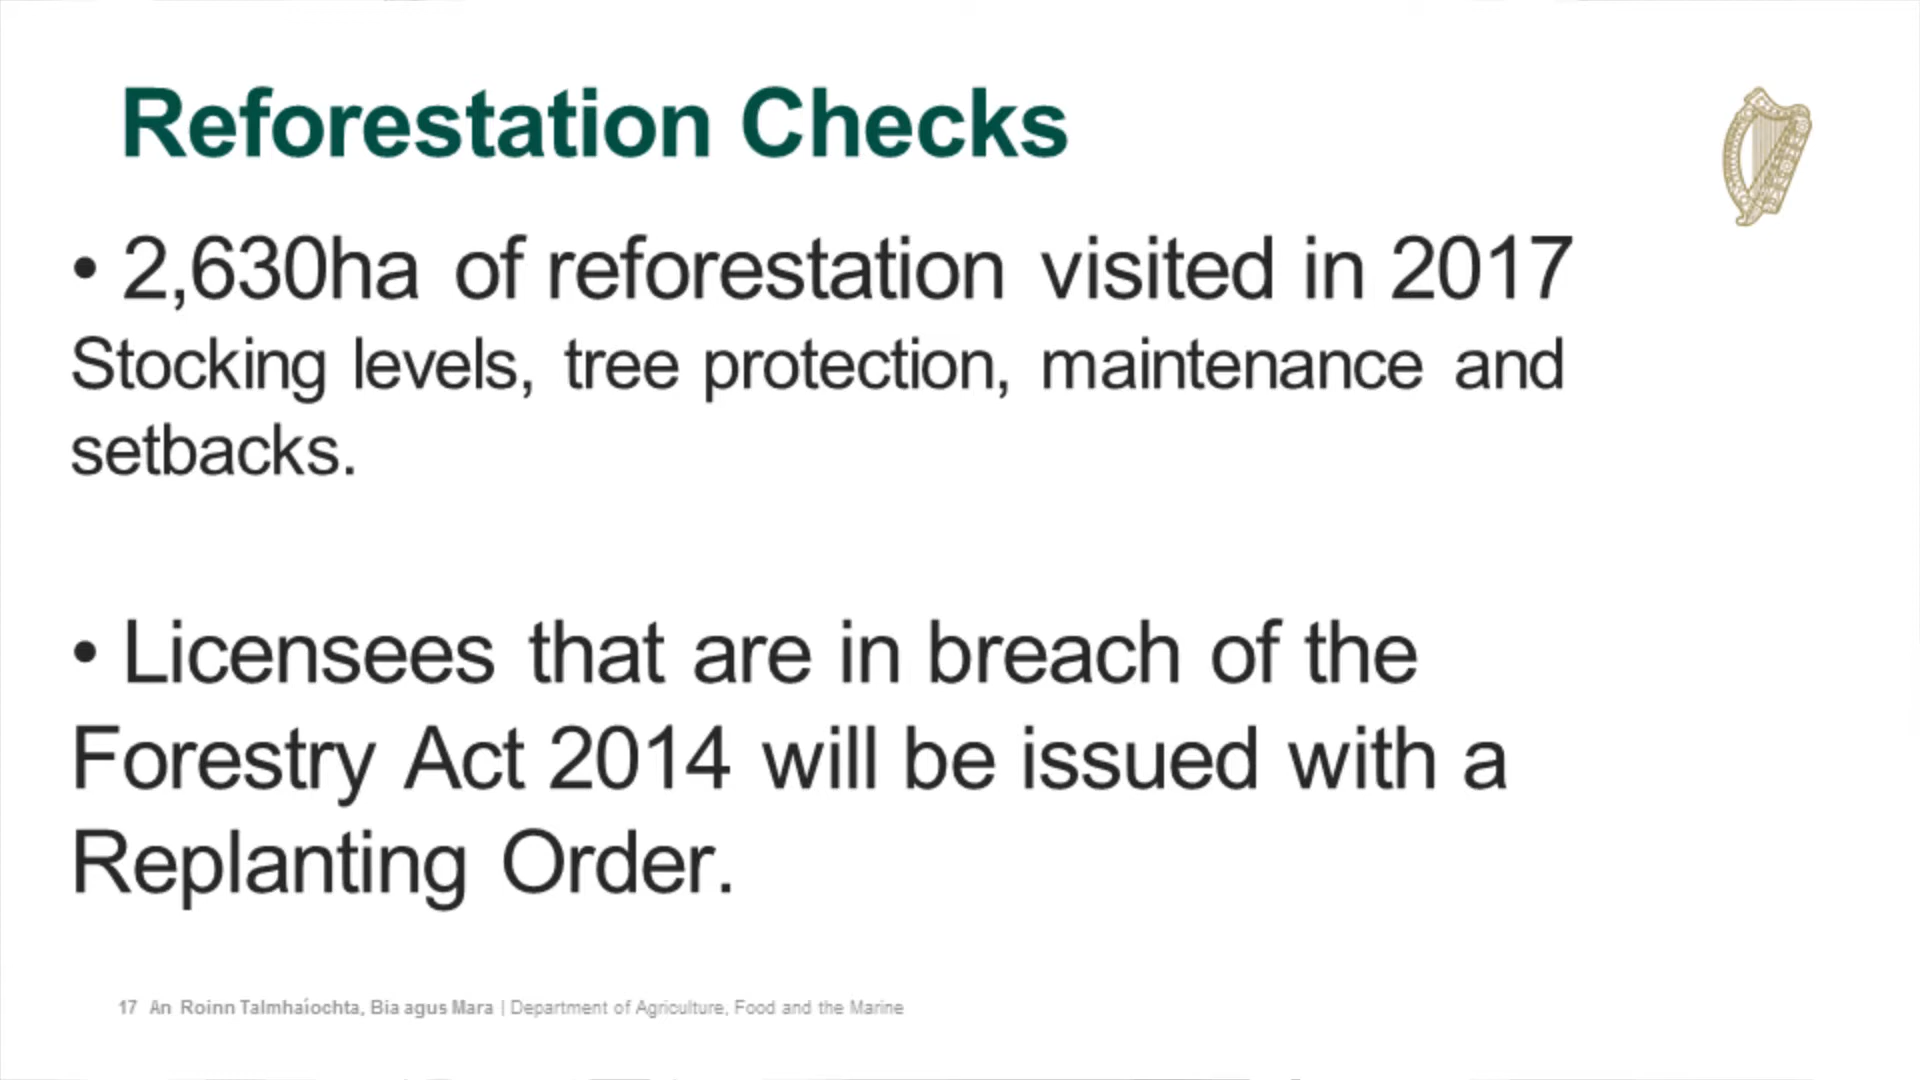 Reforestation Checks
• 2,630ha of reforestation visited in 2017
Stocking levels, tree protection, maintenance and
setbacks.
• Licensees that are in breach of the
Forestry Act 2014 will be issued with a
Replanting Order.
17 An Roinn Talmhaíochta, Bia agus Mara | Department of Agriculture, Food and the Marine